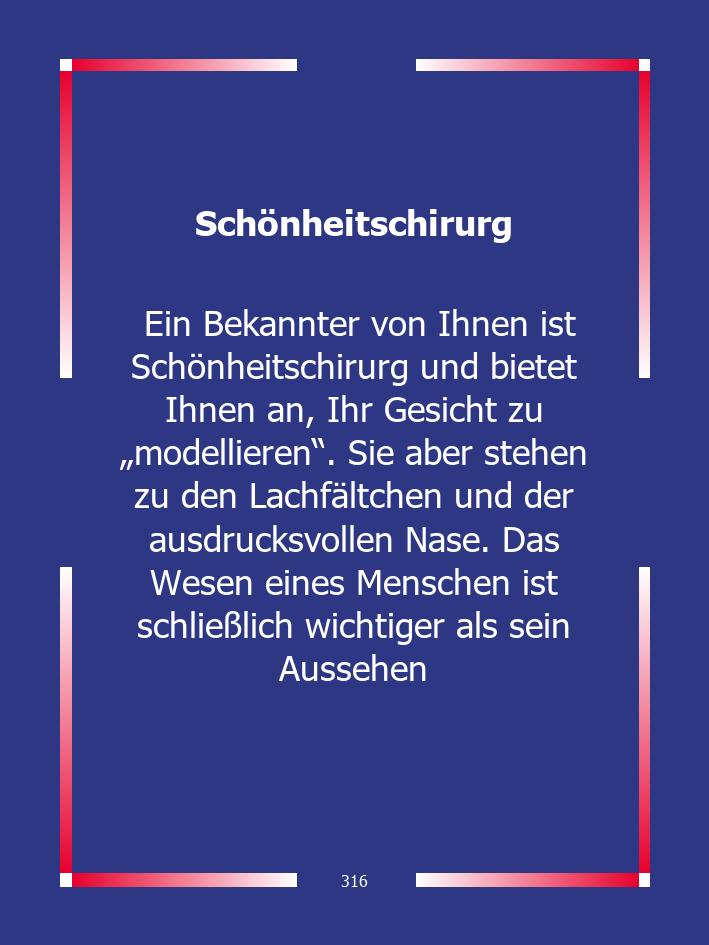 Schönheitschirurg
Ein Bekannter von Ihnen ist
Schönheitschirurg und bietet
Ihnen an, Ihr Gesicht zu
„modellieren“. Sie aber stehen
zu den Lachfältchen und der
ausdrucksvollen Nase. Das
Wesen eines Menschen ist
schließlich wichtiger als sein
Aussehen
316